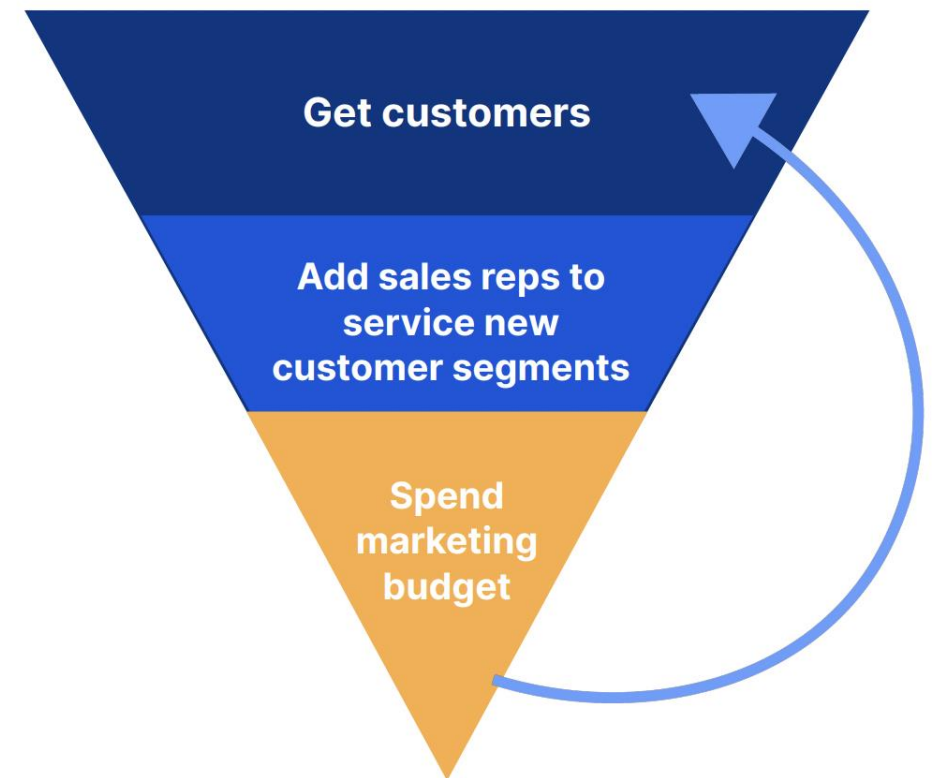 Get customers
Add sales reps to
service new
customer segments
Spend
marketing
budget